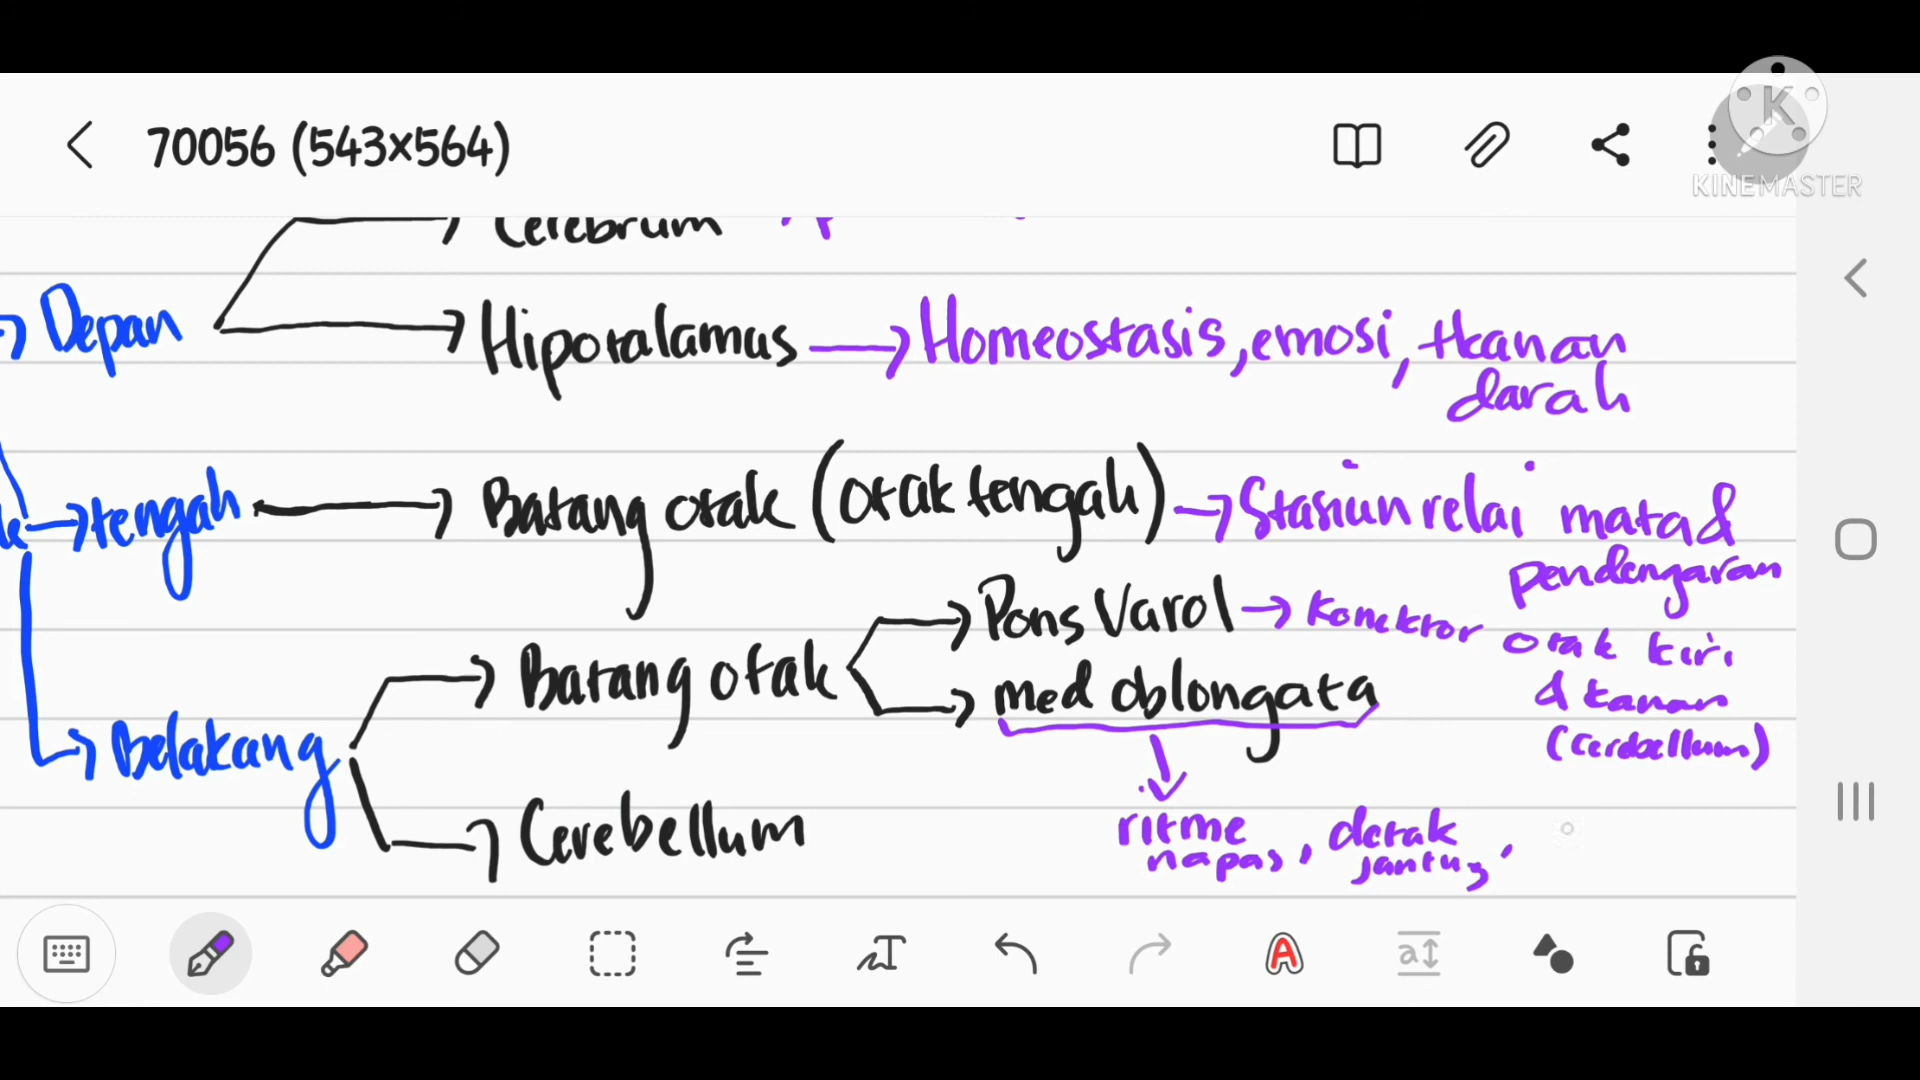 70056 (543x564)
KINEMASTER
Cerebrum
Depan
Hipotalamus → Homeostasis, emosi, tkanan
darah
→ tengah → Batang otak (otak tengah) → Stasiun relai mata &
pendengaran
Pons Varol → Konektor otak kiri
& kanan
(cerebellum)
Batang otak
med oblongata
→ Belakang
ritme
napas, detak
jantung,
Cerebellum